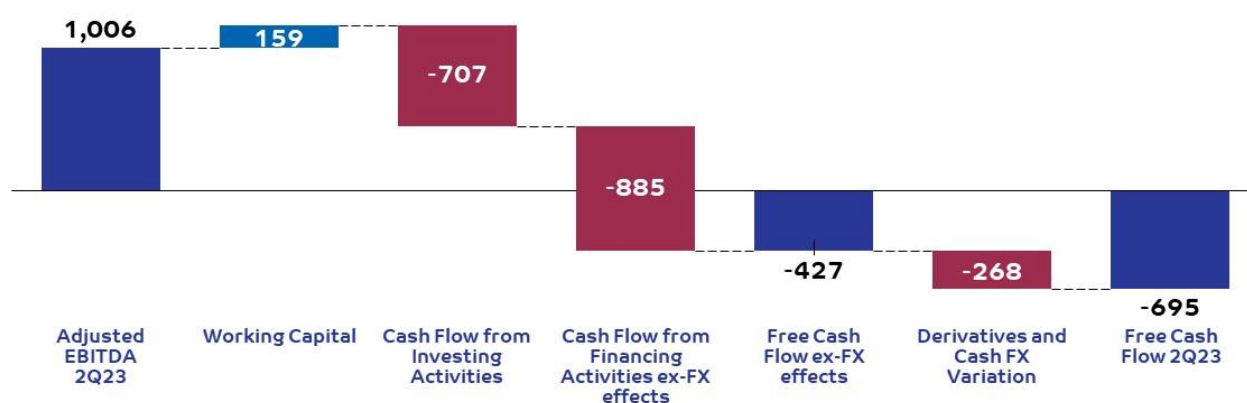 1,006
159
-707
-885
-427
-268
-695
Adjusted
EBITDA
2Q23
Working Capital
Cash Flow from
Investing
Activities
Cash Flow from
Financing
Activities ex-FX
effects
Free Cash
Flow ex-FX
effects
Derivatives and
Cash FX
Variation
Free Cash
Flow 2Q23